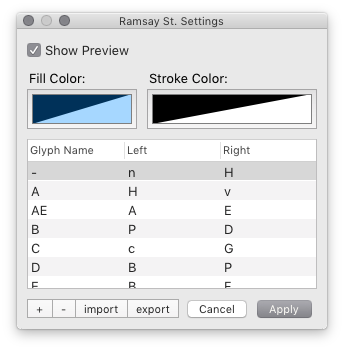 Ramsay St. Settings
Show Preview
Fill Color: Stroke Color:
Glyph Name Left Right
- n H
A H v
AE A E
B P D
C c G
D B P
+ - import export Cancel Apply